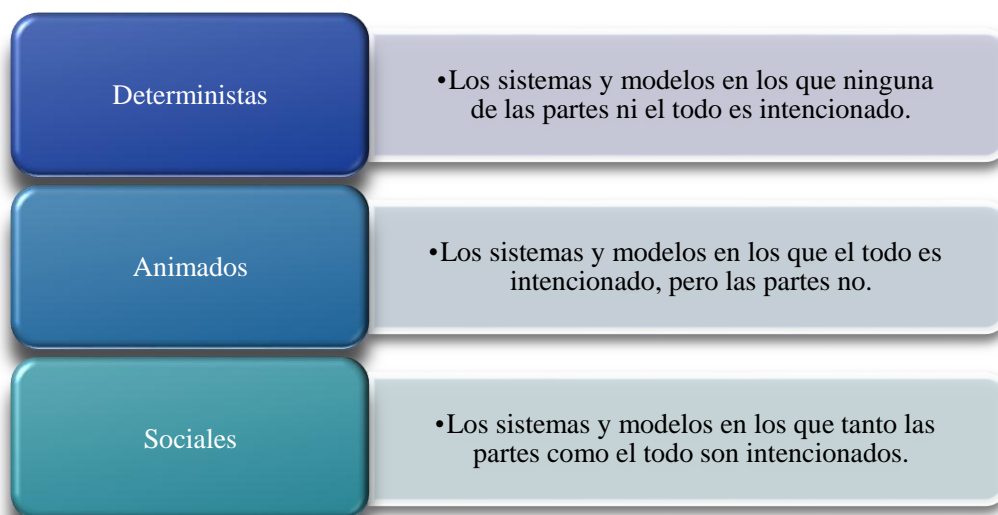 Deterministas
•Los sistemas y modelos en los que ninguna
de las partes ni el todo es intencionado.
Animados
•Los sistemas y modelos en los que el todo es
intencionado, pero las partes no.
Sociales
•Los sistemas y modelos en los que tanto las
partes como el todo son intencionados.